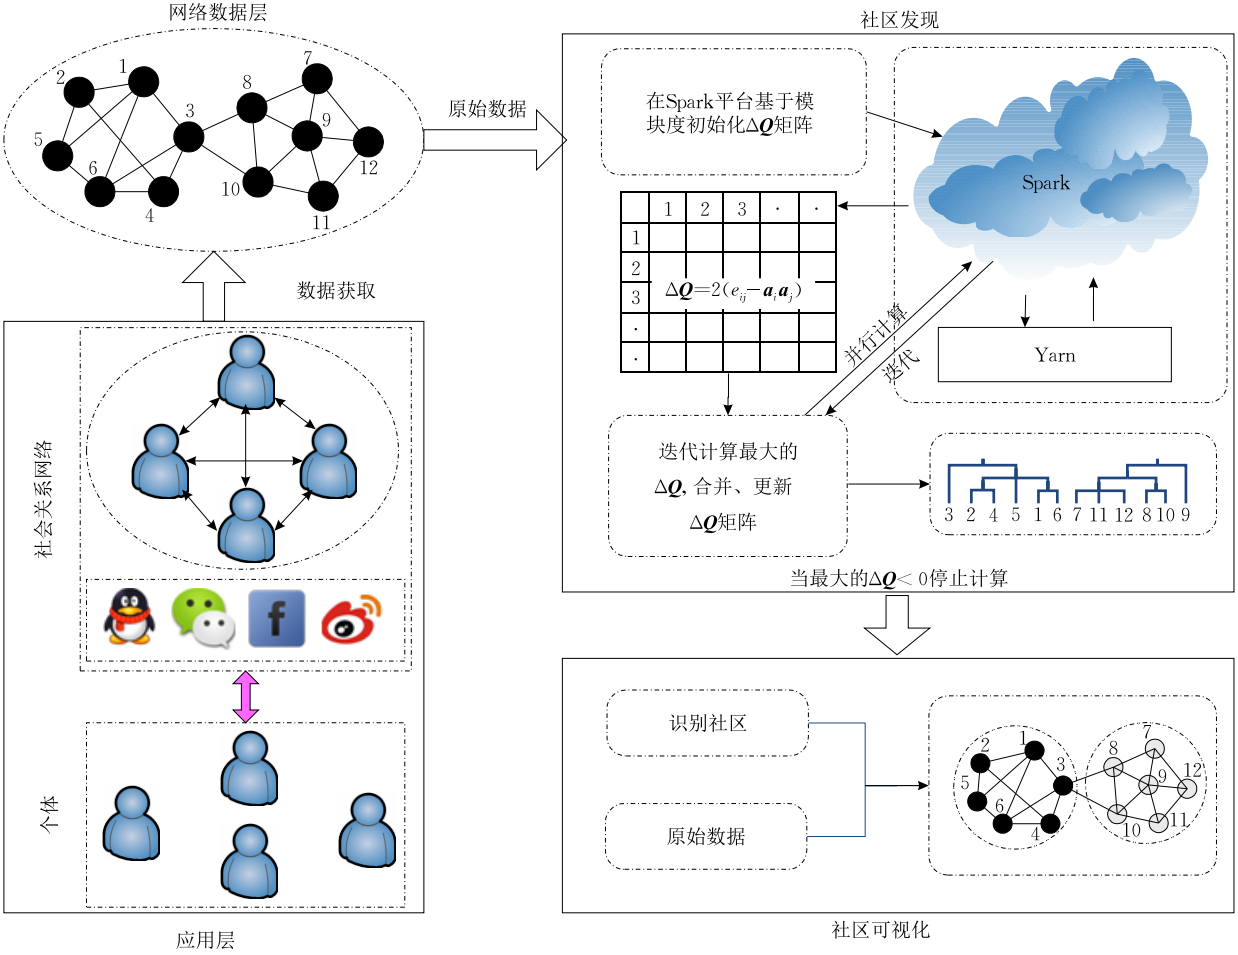 网络数据层
1
2
3
4
5
6
7
8
9
10
11
12
原始数据
数据获取
社会关系网络
f
个体
应用层
社区发现
在Spark平台基于模
块度初始化ΔQ矩阵
Spark
Yarn
1 2 3 · ·
1
2
3
·
·
ΔQ=2(e_ij−a_i a_j)
并行计算
迭代
迭代计算最大的
ΔQ, 合并、更新
ΔQ矩阵
3 2 4 5 1 6 7 11 12 8 10 9
当最大的ΔQ< 0停止计算
识别社区
原始数据
1
2
3
4
5
6
7
8
9
10
11
12
社区可视化